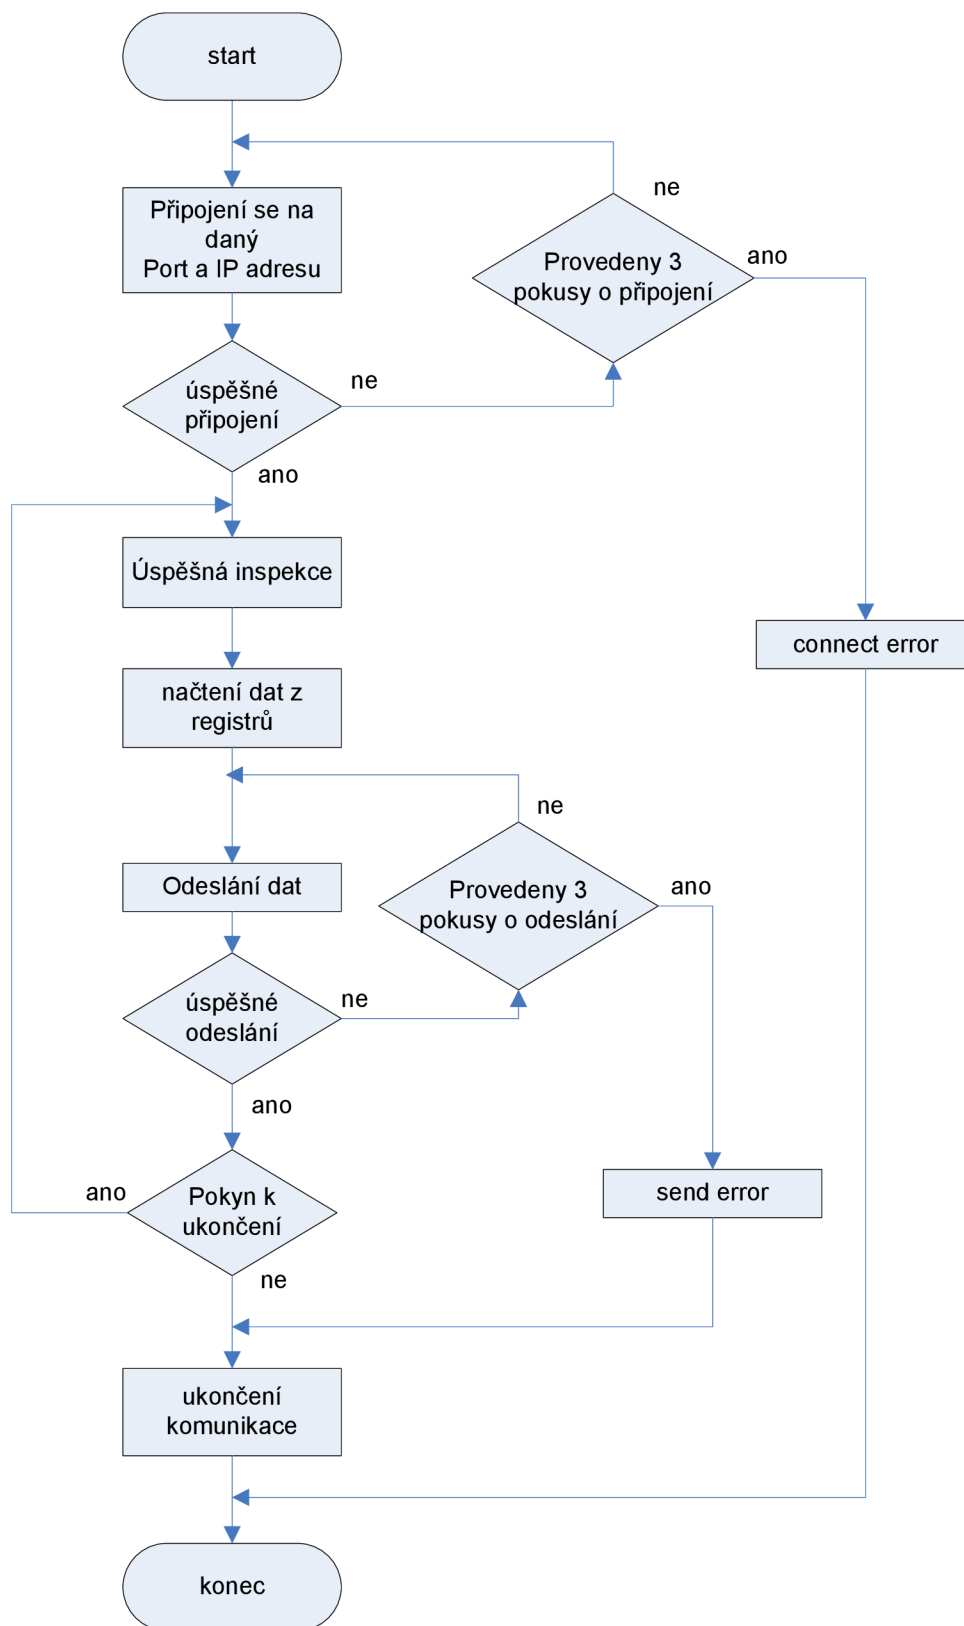 start
Připojení se na
daný
Port a IP adresu
ne
Provedeny 3
pokusy o připojení
ano
úspěšné
připojení
ne
ano
Úspěšná inspekce
connect error
načtení dat z
registrů
ne
Odeslání dat
Provedeny 3
pokusy o odeslání
ano
úspěšné
odeslání
ne
ano
Pokyn k
ukončení
ano
ne
send error
ukončení
komunikace
konec